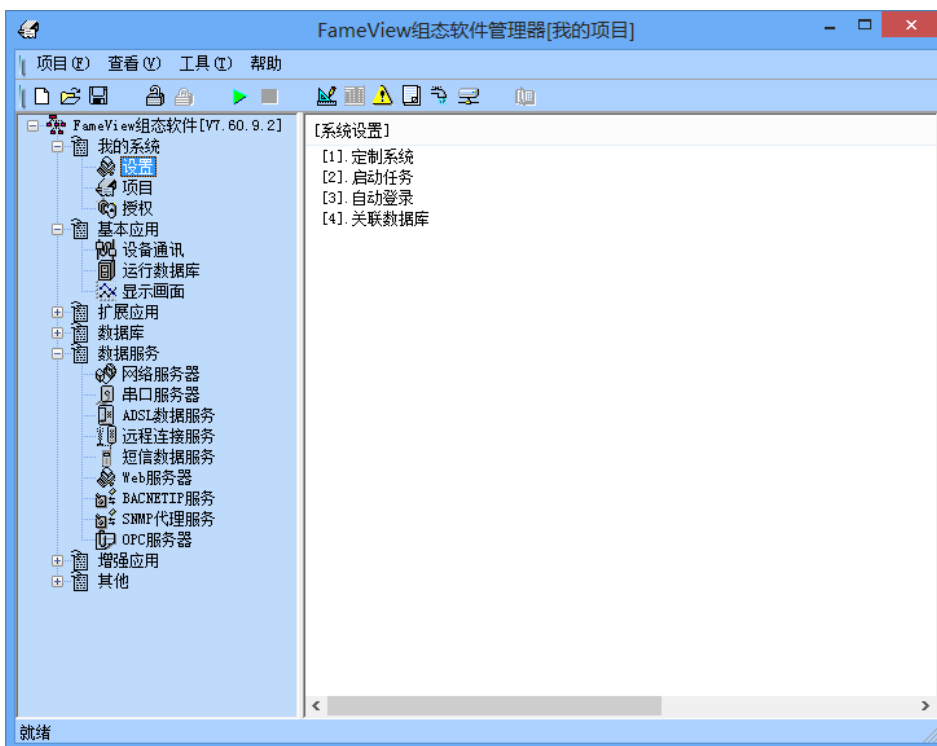 FameView组态软件管理器[我的项目]
项目(F) 查看(V) 工具(T) 帮助
FameView组态软件[V7.60.9.2]
我的系统
设置
项目
授权
基本应用
设备通讯
运行数据库
显示画面
扩展应用
数据库
数据服务
网络服务器
串口服务器
ADSL数据服务
远程连接服务
短信数据服务
Web服务器
BACNETIP服务
SNMP代理服务
OPC服务器
增强应用
其他
[系统设置]
[1].定制系统
[2].启动任务
[3].自动登录
[4].关联数据库
就绪